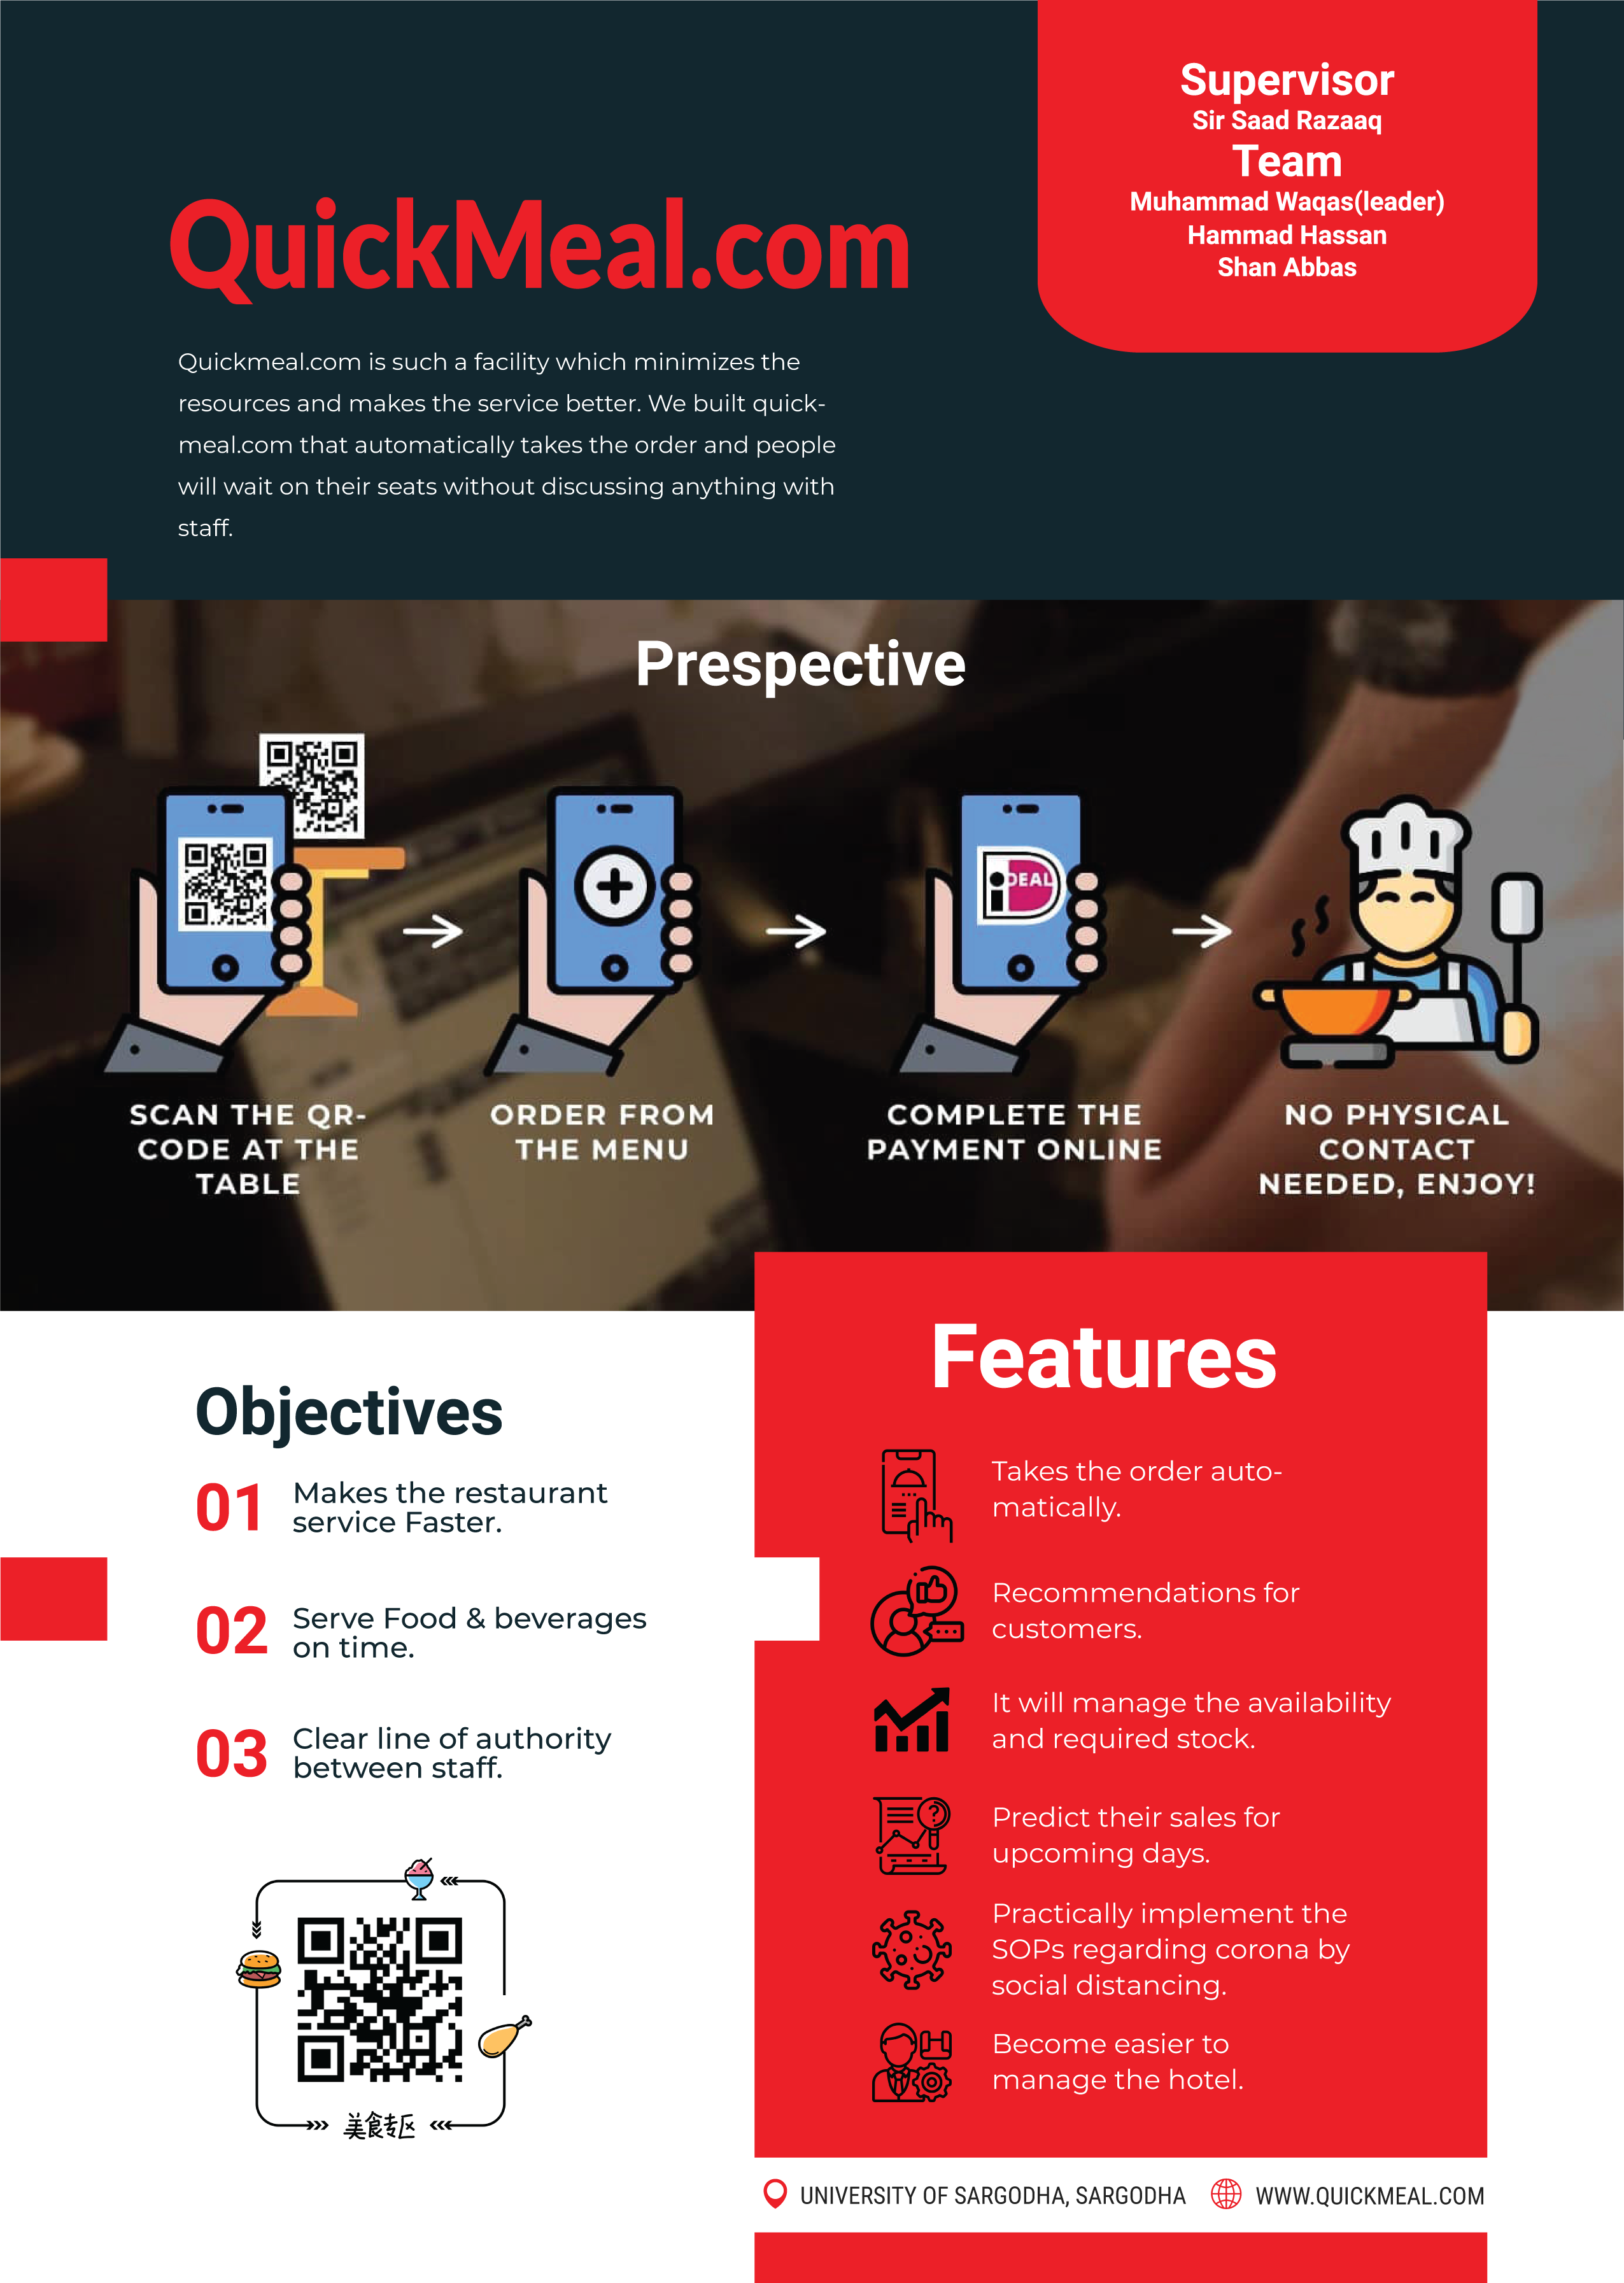 Supervisor
Sir Saad Razaaq
Team
Muhammad Waqas(leader)
Hammad Hassan
Shan Abbas
QuickMeal.com
Quickmeal.com is such a facility which minimizes the
resources and makes the service better. We built quick-
meal.com that automatically takes the order and people
will wait on their seats without discussing anything with
staff.
Prespective
iDEAL
SCAN THE QR-
CODE AT THE
TABLE
ORDER FROM
THE MENU
COMPLETE THE
PAYMENT ONLINE
NO PHYSICAL
CONTACT
NEEDED, ENJOY!
Objectives
01 Makes the restaurant
service Faster.
02 Serve Food & beverages
on time.
03 Clear line of authority
between staff.
美食专区
Features
Takes the order auto-
matically.
Recommendations for
customers.
It will manage the availability
and required stock.
Predict their sales for
upcoming days.
Practically implement the
SOPs regarding corona by
social distancing.
Become easier to
manage the hotel.
UNIVERSITY OF SARGODHA, SARGODHA
WWW.QUICKMEAL.COM